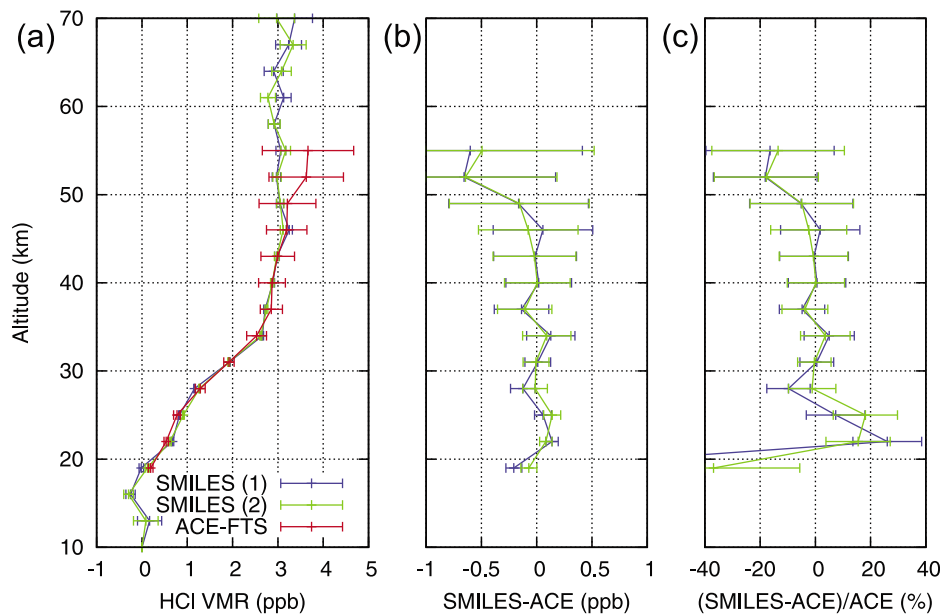 (a)
(b)
(c)
70
60
50
40
30
20
10
Altitude (km)
SMILES (1)
SMILES (2)
ACE-FTS
-1 0 1 2 3 4 5
HCl VMR (ppb)
-1 -0.5 0 0.5 1
SMILES-ACE (ppb)
-40 -20 0 20 40
(SMILES-ACE)/ACE (%)